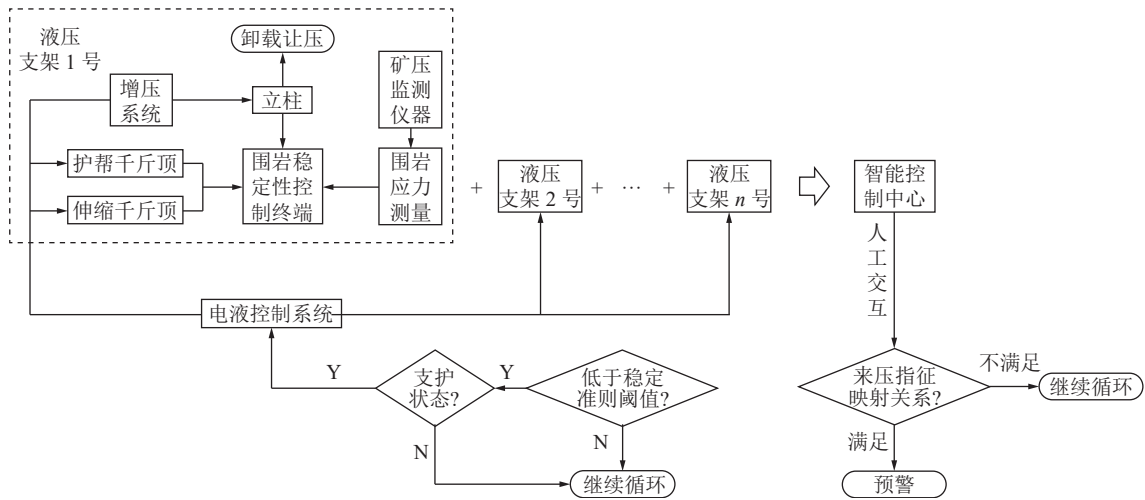 液压
支架 1 号
卸载让压
增压
系统
立柱
矿压
监测
仪器
护帮千斤顶
伸缩千斤顶
围岩稳
定性控
制终端
围岩
应力
测量
+
液压
支架 2 号
+ ··· +
液压
支架 n 号
智能控
制中心
人工交互
电液控制系统
Y
支护
状态?
Y
低于稳定
准则阈值?
N
N
继续循环
来压指征
映射关系?
不满足
继续循环
满足
预警